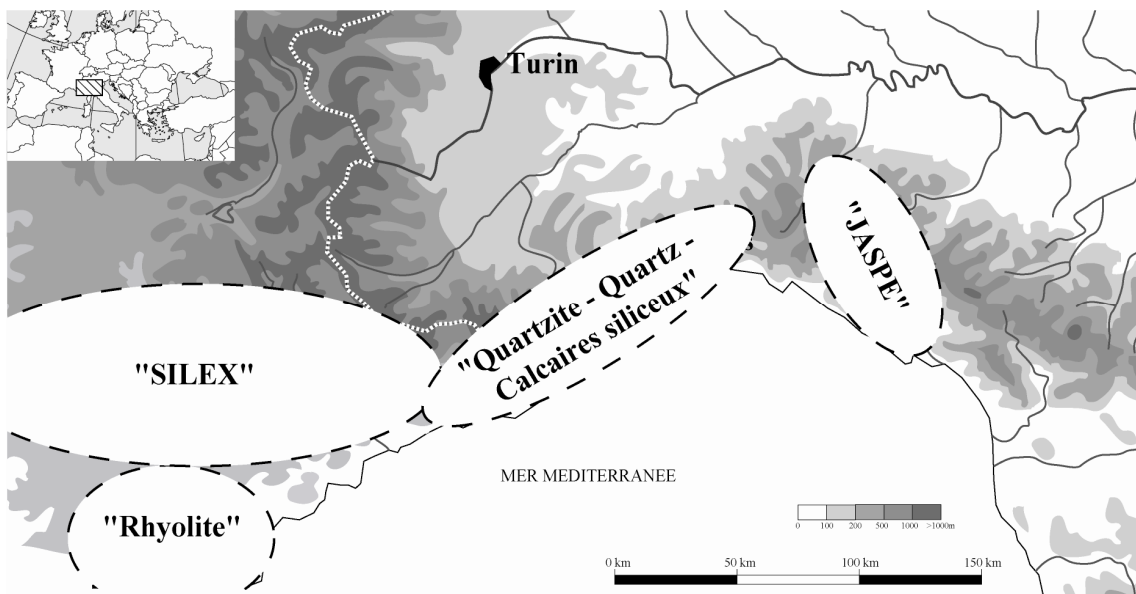 Turin
"JASPE"
"Quartzite - Quartz -
Calcaires siliceux"
"SILEX"
MER MEDITERRANEE
"Rhyolite"
0 100 200 500 1000 >1000m
0 km 50 km 100 km 150 km